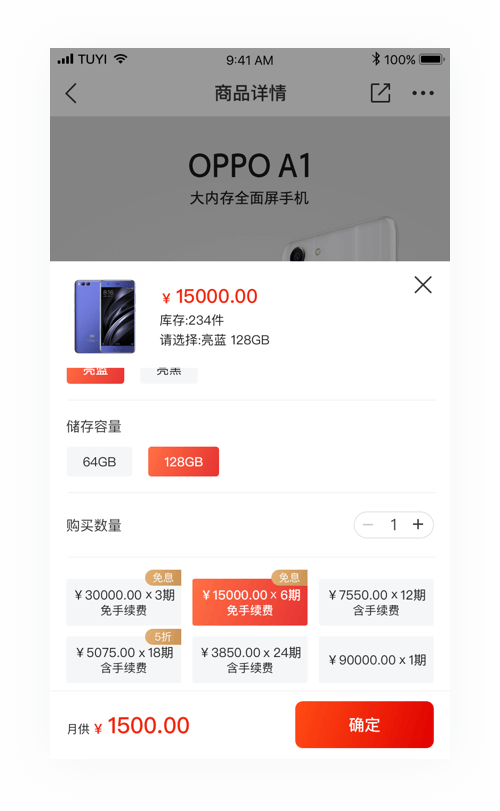 TUYI
9:41 AM
100%
商品详情
OPPO A1
大内存全面屏手机
¥ 15000.00
库存:234件
请选择:亮蓝 128GB
亮蓝
亮黑
储存容量
64GB
128GB
购买数量
1
免息
免息
¥30000.00 x 3期
免手续费
¥15000.00 x 6期
免手续费
¥7550.00 x 12期
含手续费
5折
¥5075.00 x 18期
含手续费
¥3850.00 x 24期
含手续费
¥90000.00 x 1期
月供 ¥ 1500.00
确定